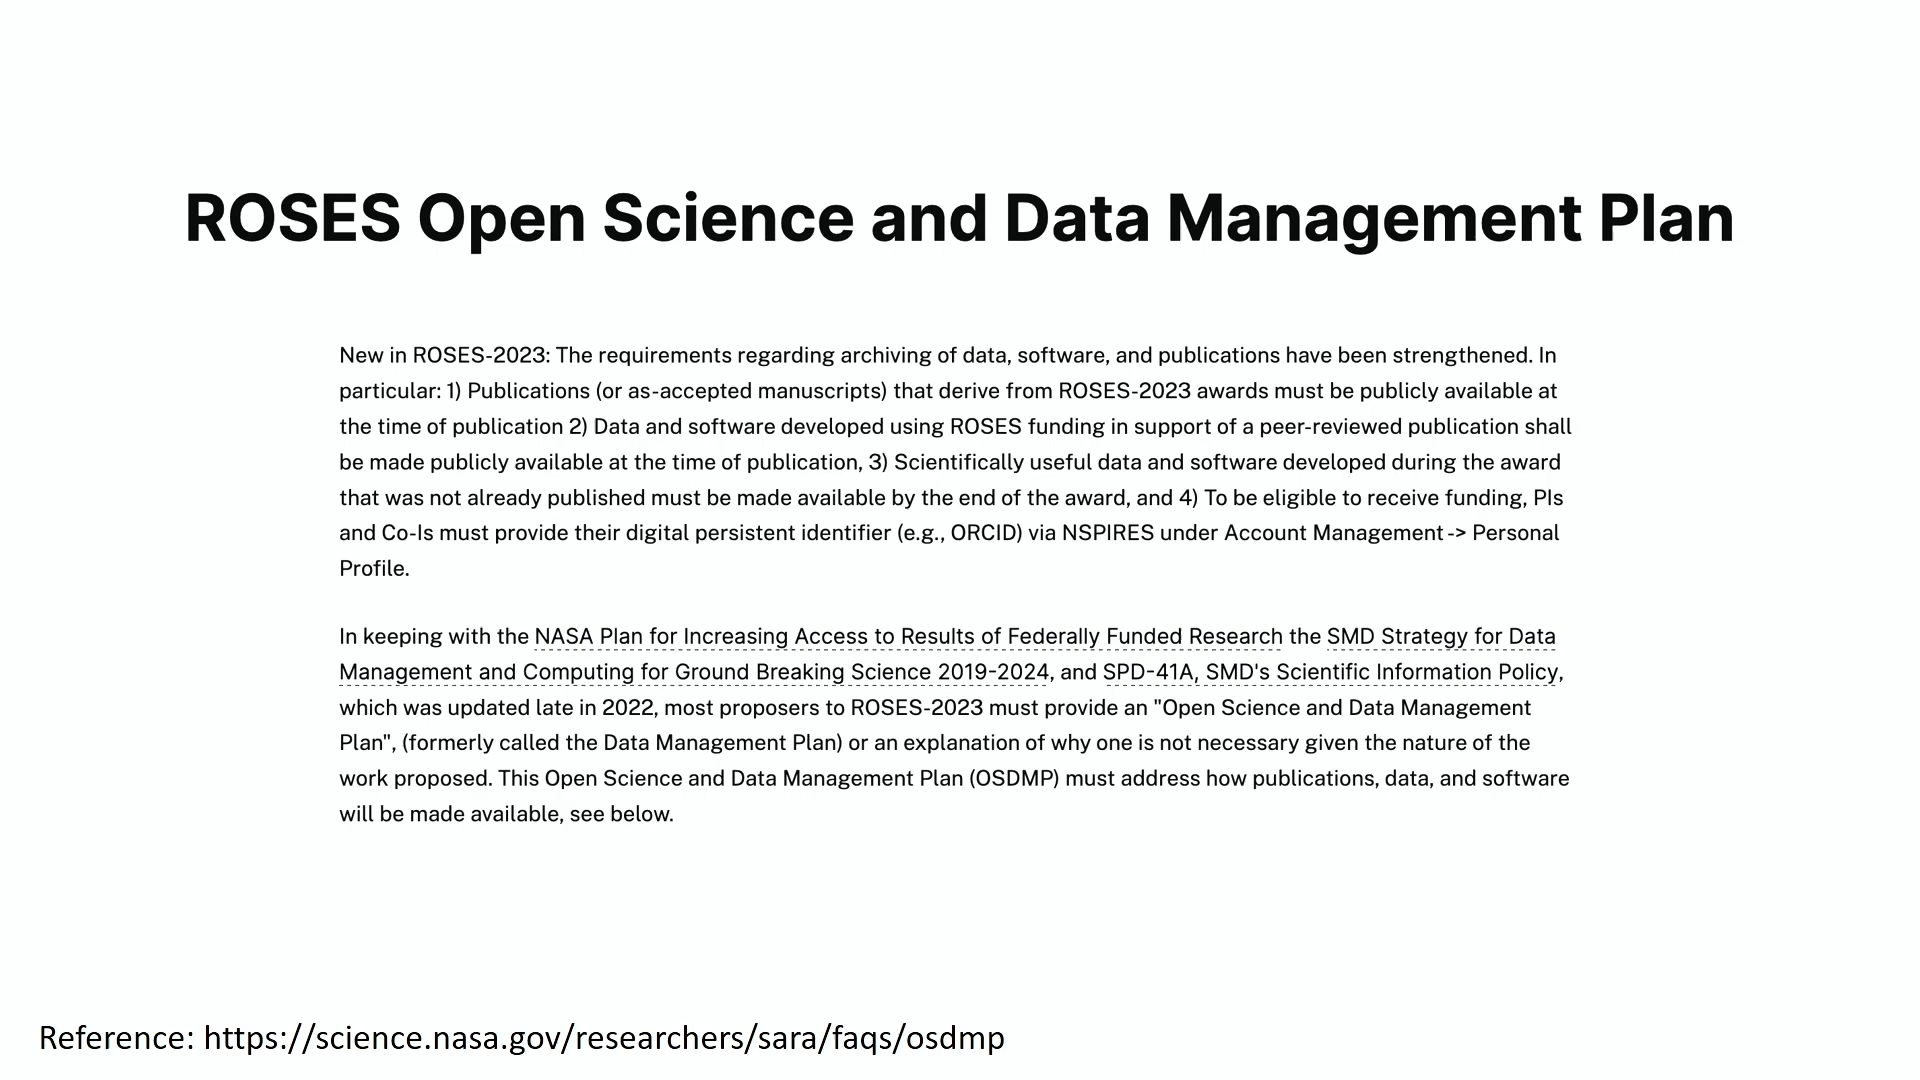 ROSES Open Science and Data Management Plan
New in ROSES-2023: The requirements regarding archiving of data, software, and publications have been strengthened. In
particular: 1) Publications (or as-accepted manuscripts) that derive from ROSES-2023 awards must be publicly available at
the time of publication 2) Data and software developed using ROSES funding in support of a peer-reviewed publication shall
be made publicly available at the time of publication, 3) Scientifically useful data and software developed during the award
that was not already published must be made available by the end of the award, and 4) To be eligible to receive funding, PIs
and Co-Is must provide their digital persistent identifier (e.g., ORCID) via NSPIRES under Account Management -> Personal
Profile.
In keeping with the NASA Plan for Increasing Access to Results of Federally Funded Research the SMD Strategy for Data
Management and Computing for Ground Breaking Science 2019-2024, and SPD-41A, SMD's Scientific Information Policy,
which was updated late in 2022, most proposers to ROSES-2023 must provide an "Open Science and Data Management
Plan", (formerly called the Data Management Plan) or an explanation of why one is not necessary given the nature of the
work proposed. This Open Science and Data Management Plan (OSDMP) must address how publications, data, and software
will be made available, see below.
Reference: https://science.nasa.gov/researchers/sara/faqs/osdmp